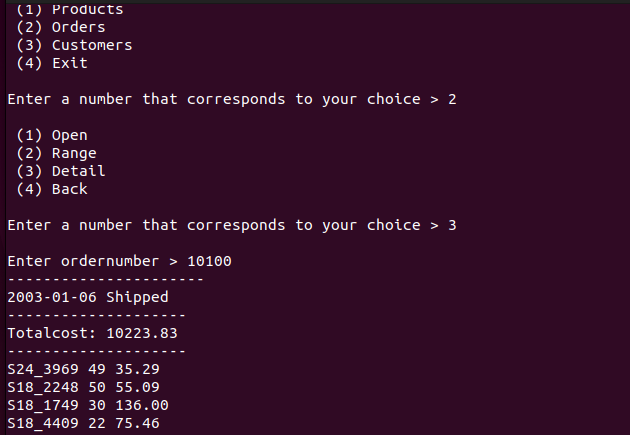 (1) Products
(2) Orders
(3) Customers
(4) Exit
Enter a number that corresponds to your choice > 2
(1) Open
(2) Range
(3) Detail
(4) Back
Enter a number that corresponds to your choice > 3
Enter ordernumber > 10100
----------------------
2003-01-06 Shipped
--------------------
Totalcost: 10223.83
--------------------
S24_3969 49 35.29
S18_2248 50 55.09
S18_1749 30 136.00
S18_4409 22 75.46